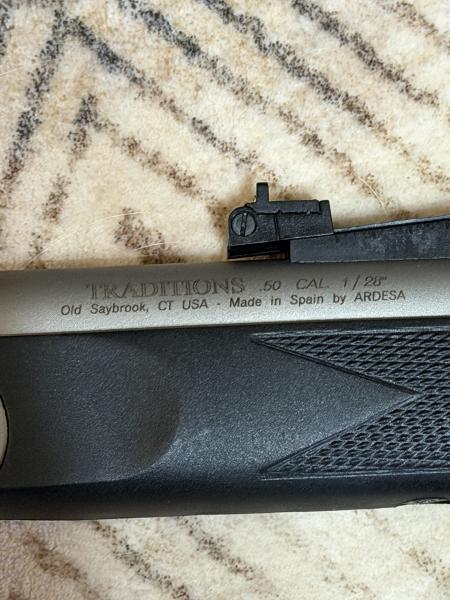 TRADITIONS .50 CAL. 1/28"
Old Saybrook, CT USA - Made in Spain by ARDESA